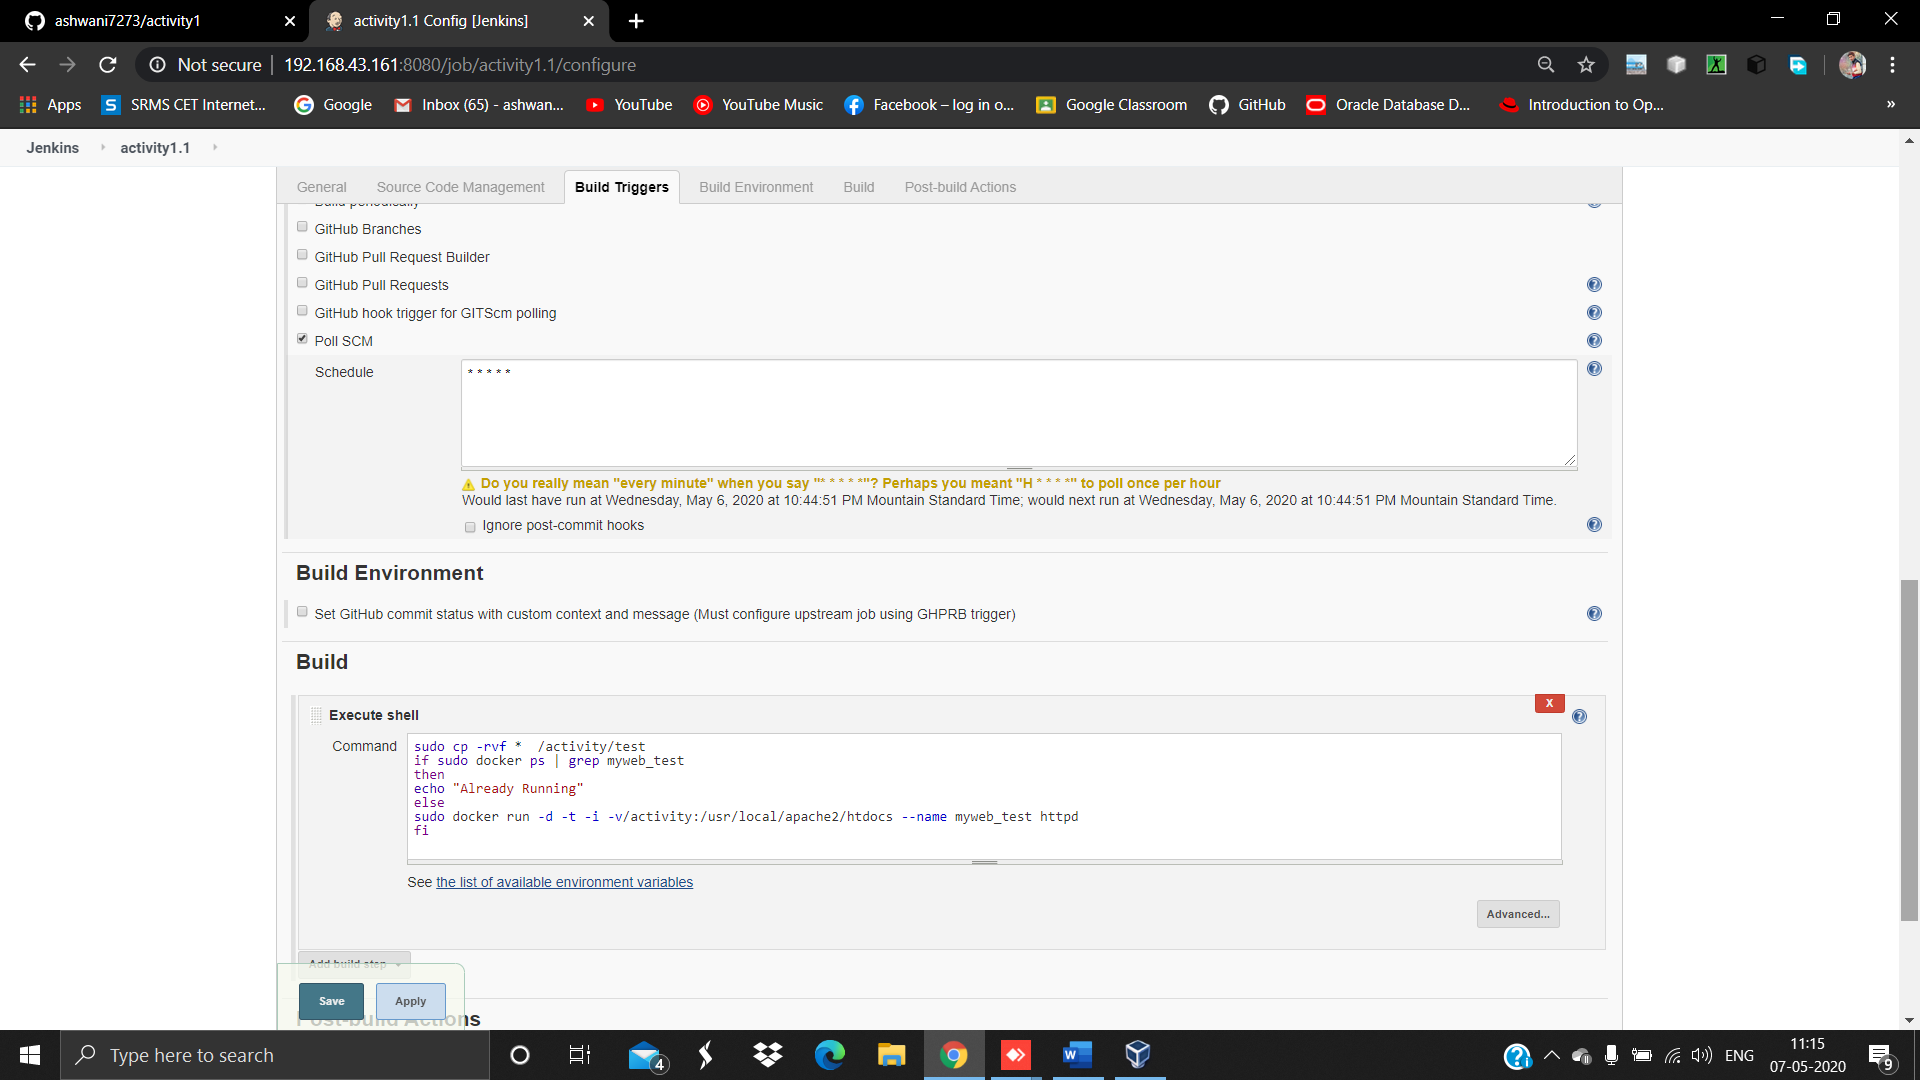 ashwani7273/activity1
activity1.1 Config [Jenkins]
Not secure | 192.168.43.161:8080/job/activity1.1/configure
Apps SRMS CET Internet... Google Inbox (65) - ashwan... YouTube YouTube Music Facebook – log in o... Google Classroom GitHub Oracle Database D... Introduction to Op... »
Jenkins activity1.1
General Source Code Management Build Triggers Build Environment Build Post-build Actions
Build periodically
GitHub Branches
GitHub Pull Request Builder
GitHub Pull Requests
GitHub hook trigger for GITScm polling
Poll SCM
Schedule * * * * *
Do you really mean "every minute" when you say "* * * * *"? Perhaps you meant "H * * * *" to poll once per hour
Would last have run at Wednesday, May 6, 2020 at 10:44:51 PM Mountain Standard Time; would next run at Wednesday, May 6, 2020 at 10:44:51 PM Mountain Standard Time.
Ignore post-commit hooks
Build Environment
Set GitHub commit status with custom context and message (Must configure upstream job using GHPRB trigger)
Build
X
Execute shell
Command
sudo cp -rvf *  /activity/test
if sudo docker ps | grep myweb_test
then
echo "Already Running"
else
sudo docker run -d -t -i -v/activity:/usr/local/apache2/htdocs --name myweb_test httpd
fi
See the list of available environment variables
Advanced...
Add build step
Save Apply
Post-build Actions
Type here to search
4
ENG
11:15
07-05-2020
9